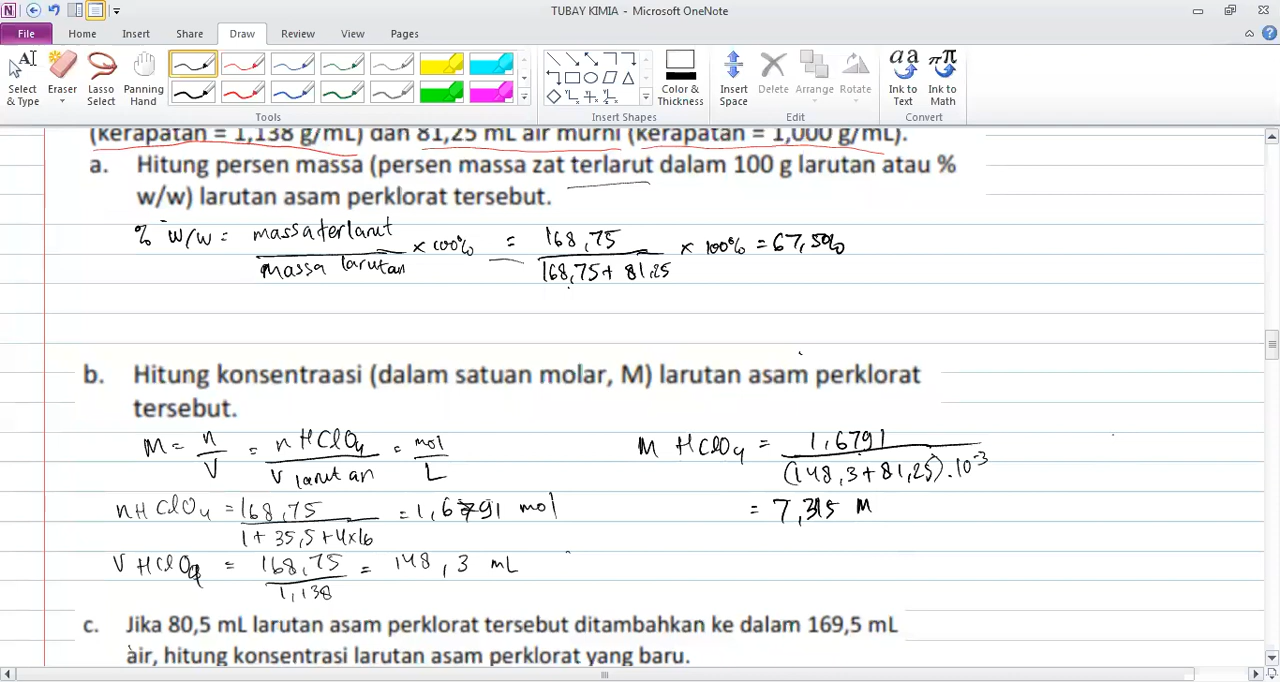 TUBAY KIMIA - Microsoft OneNote
File Home Insert Share Draw Review View Pages
Select & Type Eraser Lasso Select Panning Hand Color & Thickness Insert Space Delete Arrange Rotate Ink to Text Ink to Math
Tools Insert Shapes Edit Convert
(kerapatan = 1,138 g/mL) dan 81,25 mL air murni (kerapatan = 1,000 g/mL).
a. Hitung persen massa (persen massa zat terlarut dalam 100 g larutan atau %
w/w) larutan asam perklorat tersebut.
% w/w = massa terlarut / massa larutan × 100% = 168,75 / 168,75 + 81,25 × 100% = 67,50%
b. Hitung konsentraasi (dalam satuan molar, M) larutan asam perklorat
tersebut.
M = n / V = n HClO4 / V larutan = mol / L
n HClO4 = 168,75 / 1 + 35,5 + 4×16 = 1,6791 mol
V HClO4 = 168,75 / 1,138 = 148,3 mL
M HClO4 = 1,6791 / (148,3 + 81,25) . 10^-3
= 7,315 M
c. Jika 80,5 mL larutan asam perklorat tersebut ditambahkan ke dalam 169,5 mL
air, hitung konsentrasi larutan asam perklorat yang baru.